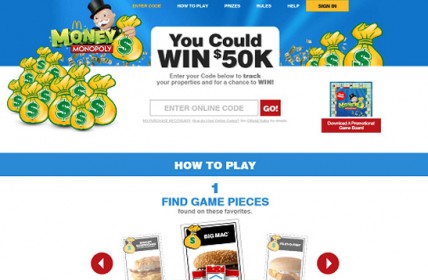 ENTER CODE HOW TO PLAY PRIZES RULES HELP SIGN IN
MONEY
MONOPOLY
You Could
WIN $50K
Enter your Code below to track
your properties and for a chance to WIN!
ENTER ONLINE CODE GO!
Download A Promotional
Game Board!
HOW TO PLAY
1
FIND GAME PIECES
found on these favorites.
BIG MAC